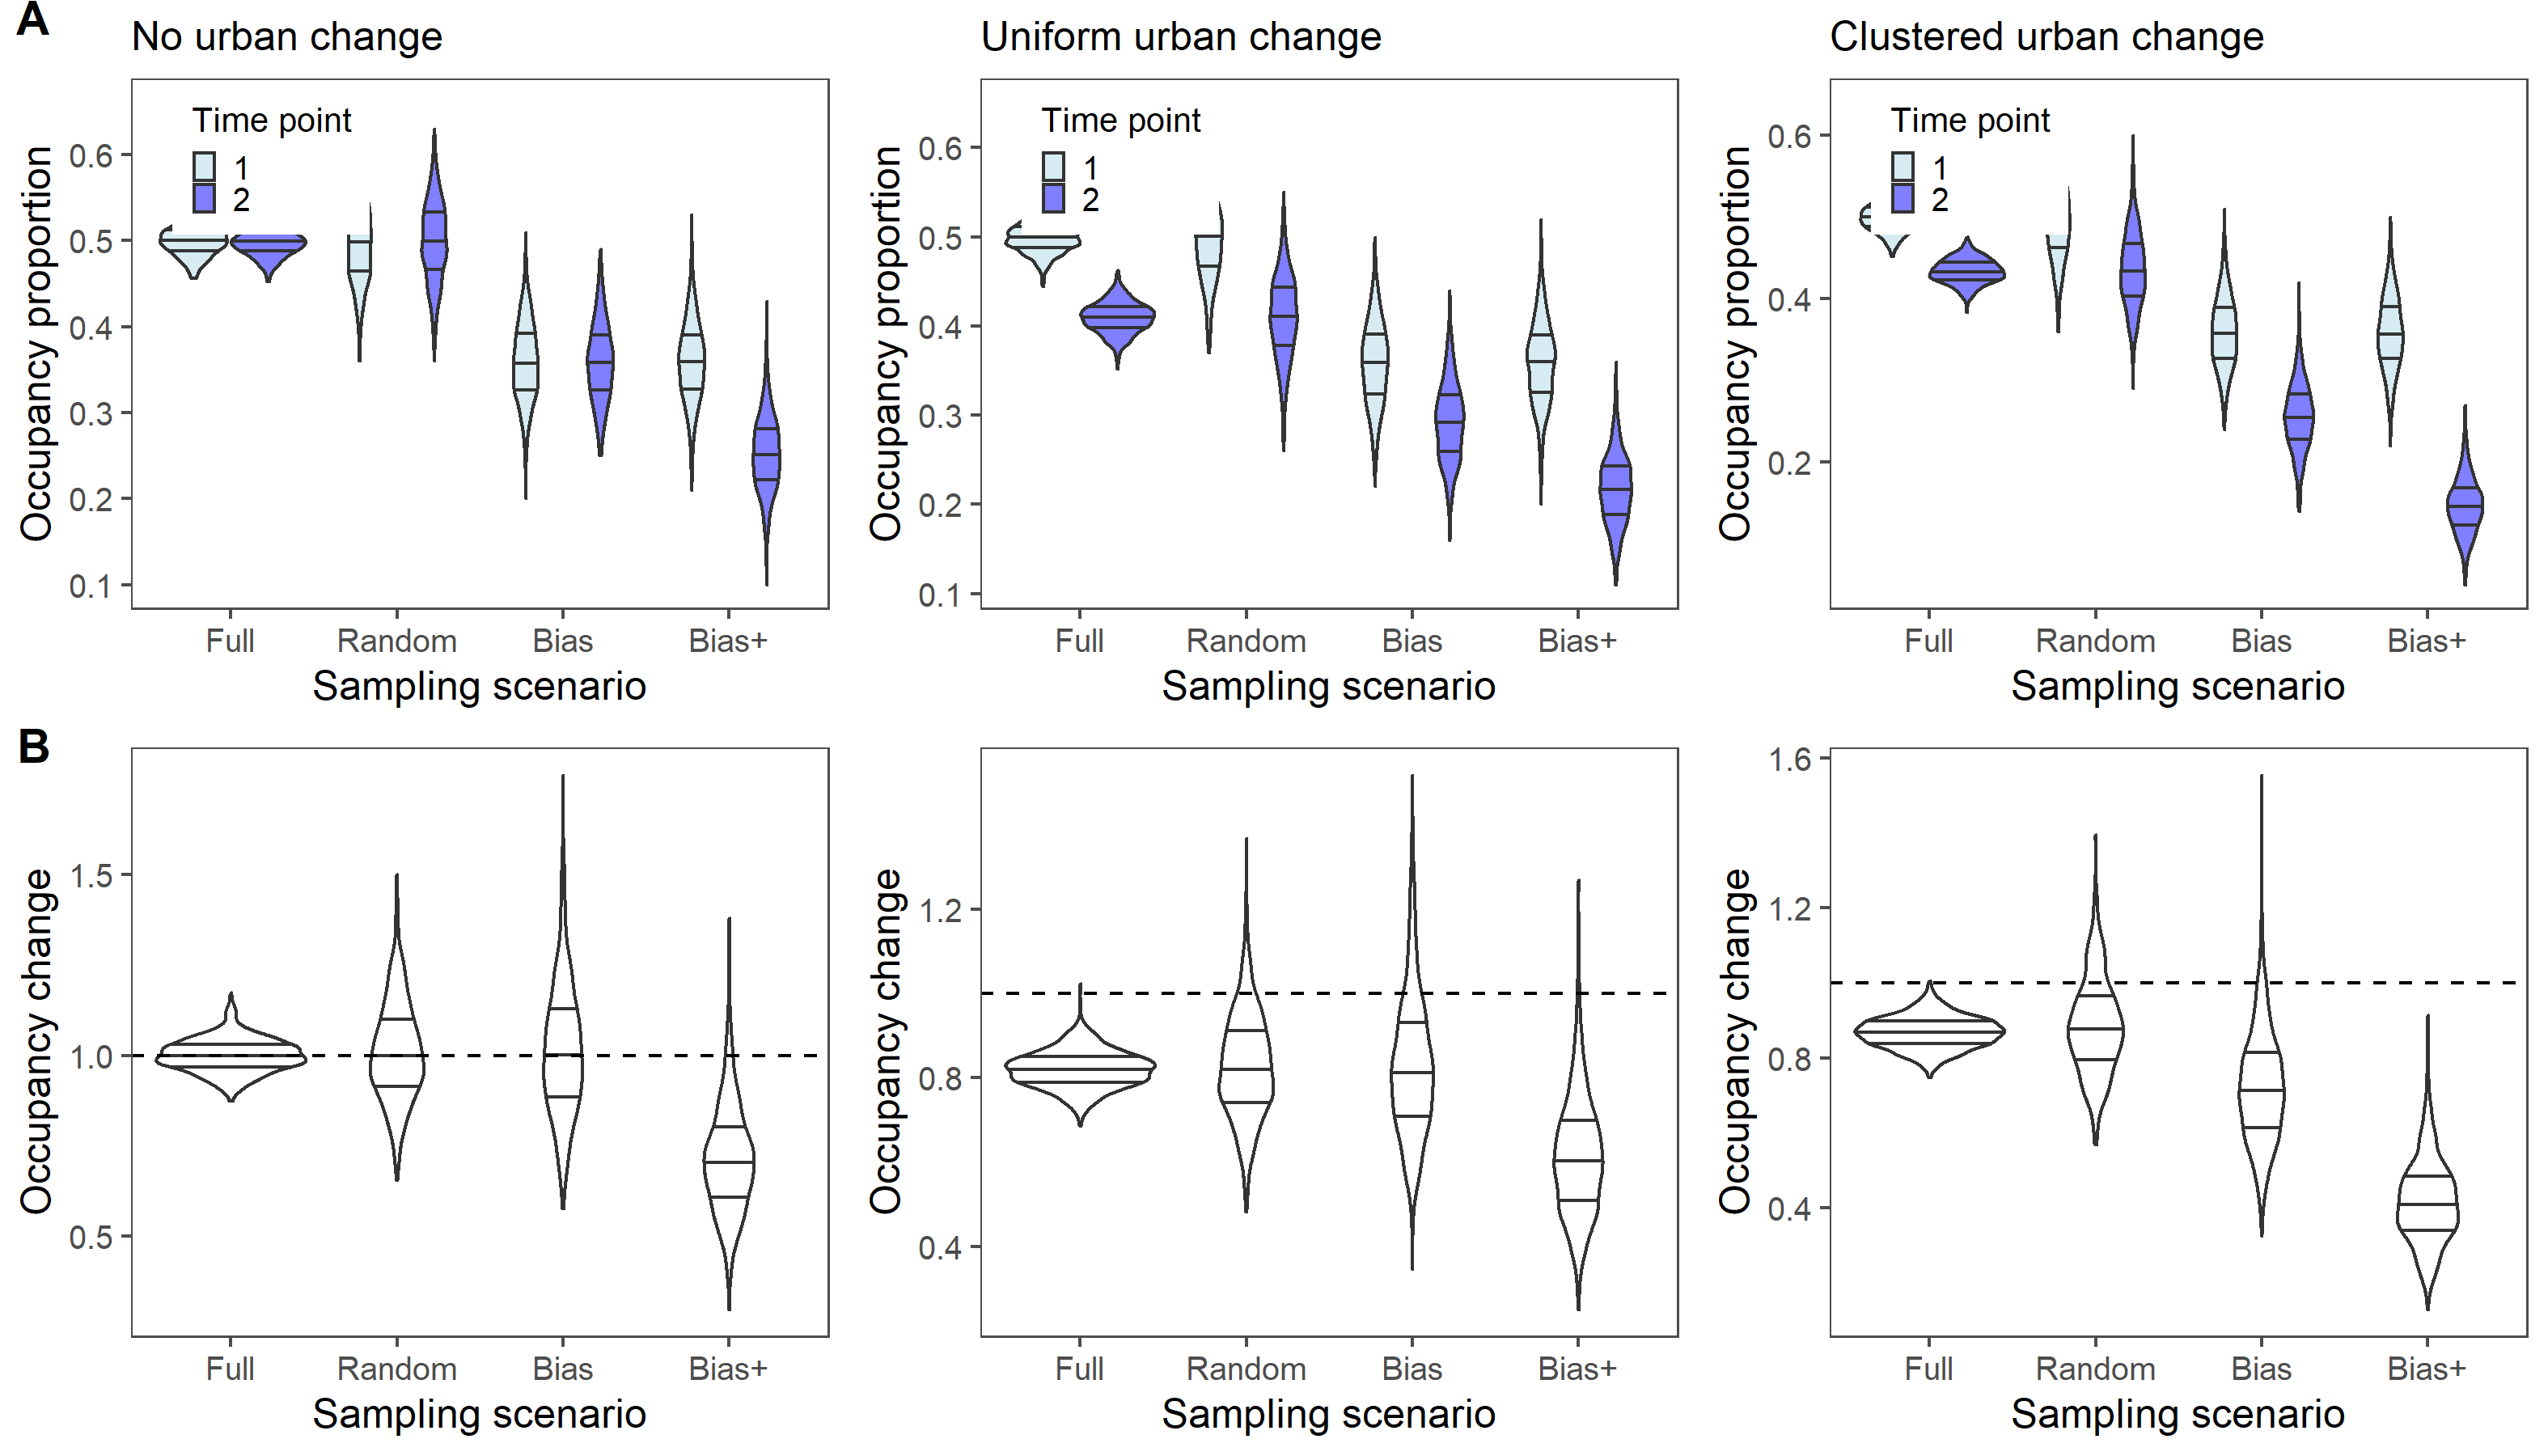 A
No urban change
Uniform urban change
Clustered urban change
Occupancy proportion
0.6
0.5
0.4
0.3
0.2
0.1
Time point
1
2
Full Random Bias Bias+
Sampling scenario
Occupancy proportion
0.6
0.5
0.4
0.3
0.2
0.1
Time point
1
2
Full Random Bias Bias+
Sampling scenario
Occupancy proportion
0.6
0.4
0.2
Time point
1
2
Full Random Bias Bias+
Sampling scenario
B
Occupancy change
1.5
1.0
0.5
Full Random Bias Bias+
Sampling scenario
Occupancy change
1.2
0.8
0.4
Full Random Bias Bias+
Sampling scenario
Occupancy change
1.6
1.2
0.8
0.4
Full Random Bias Bias+
Sampling scenario